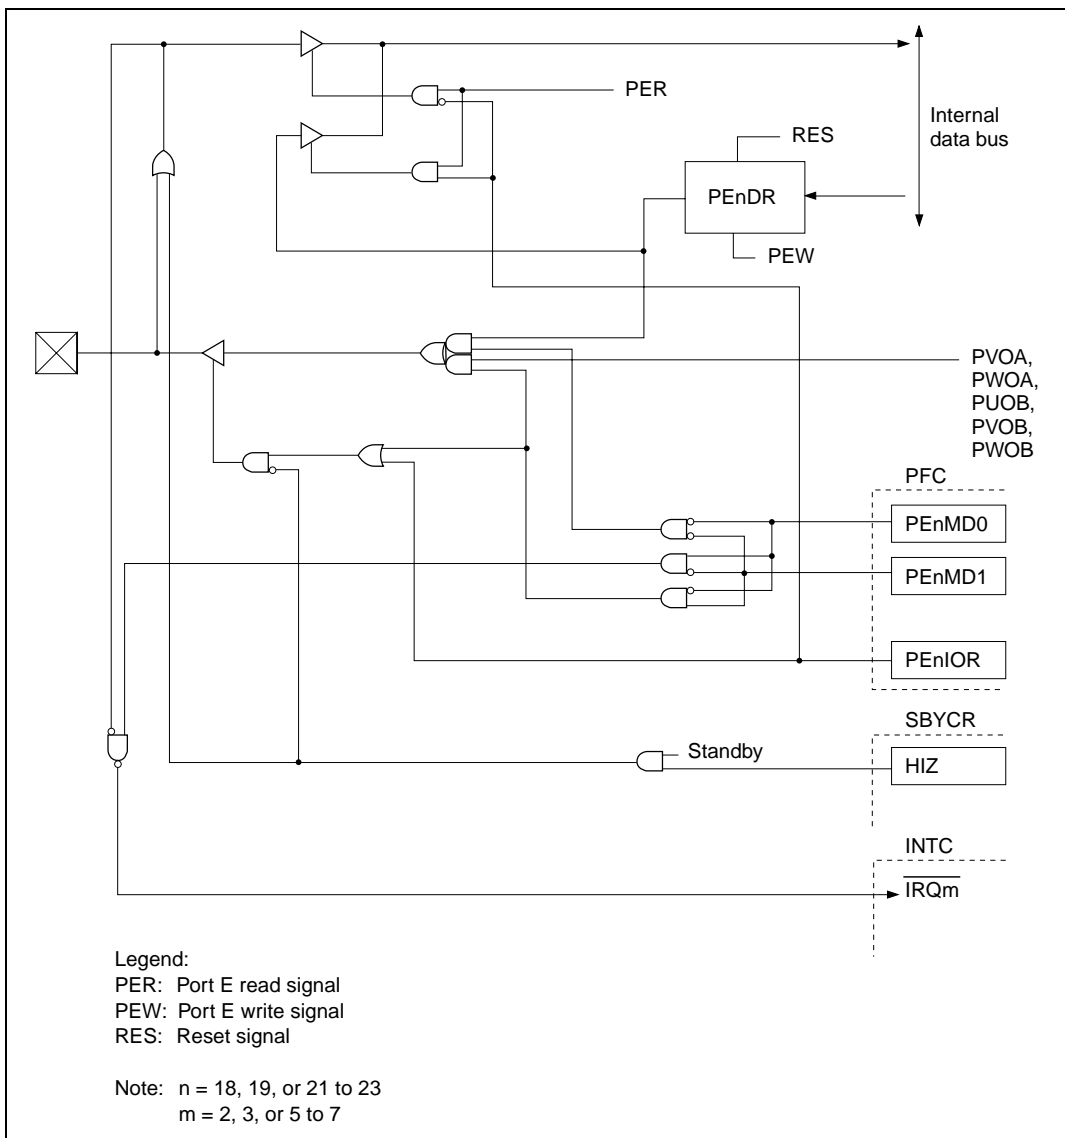 PER
Internal
data bus
RES
PEnDR
PEW
PVOA,
PWOA,
PUOB,
PVOB,
PWOB
PFC
PEnMD0
PEnMD1
PEnIOR
SBYCR
Standby
HIZ
INTC
IRQm
Legend:
PER: Port E read signal
PEW: Port E write signal
RES: Reset signal
Note: n = 18, 19, or 21 to 23
m = 2, 3, or 5 to 7